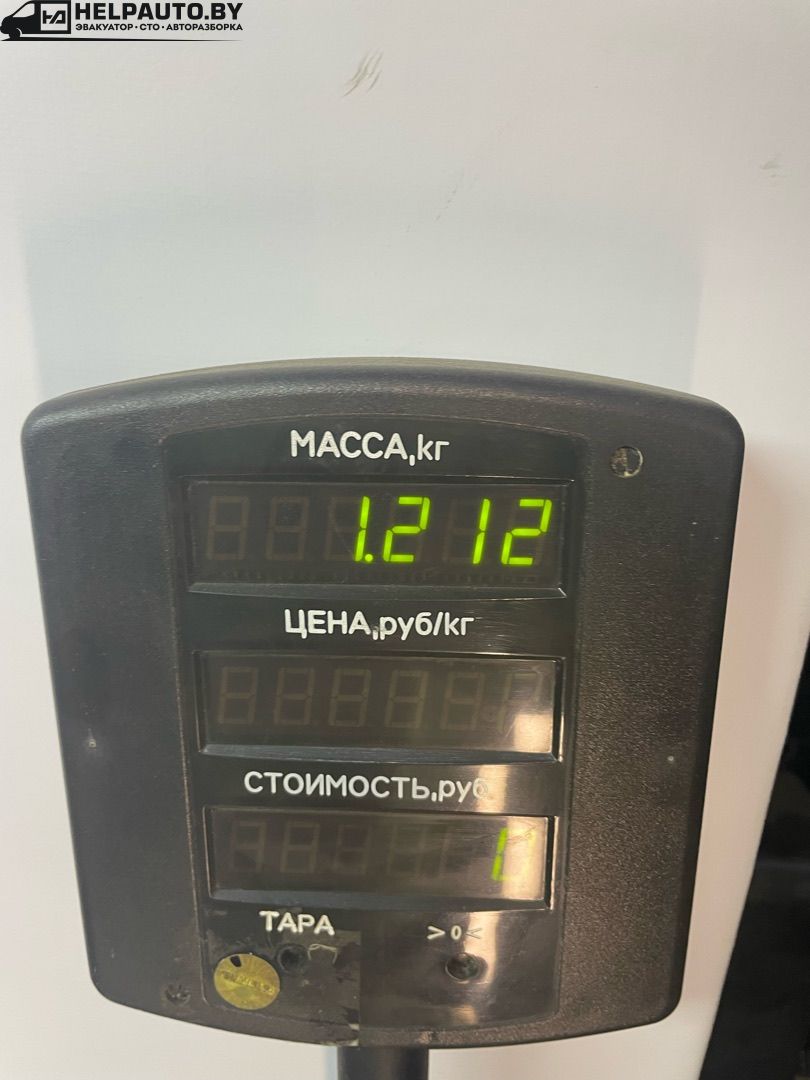 HELPAUTO.BY
ЭВАКУАТОР • СТО • АВТОРАЗБОРКА
МАССА,кг
1.212
ЦЕНА,руб/кг
СТОИМОСТЬ,руб
ТАРА >0<